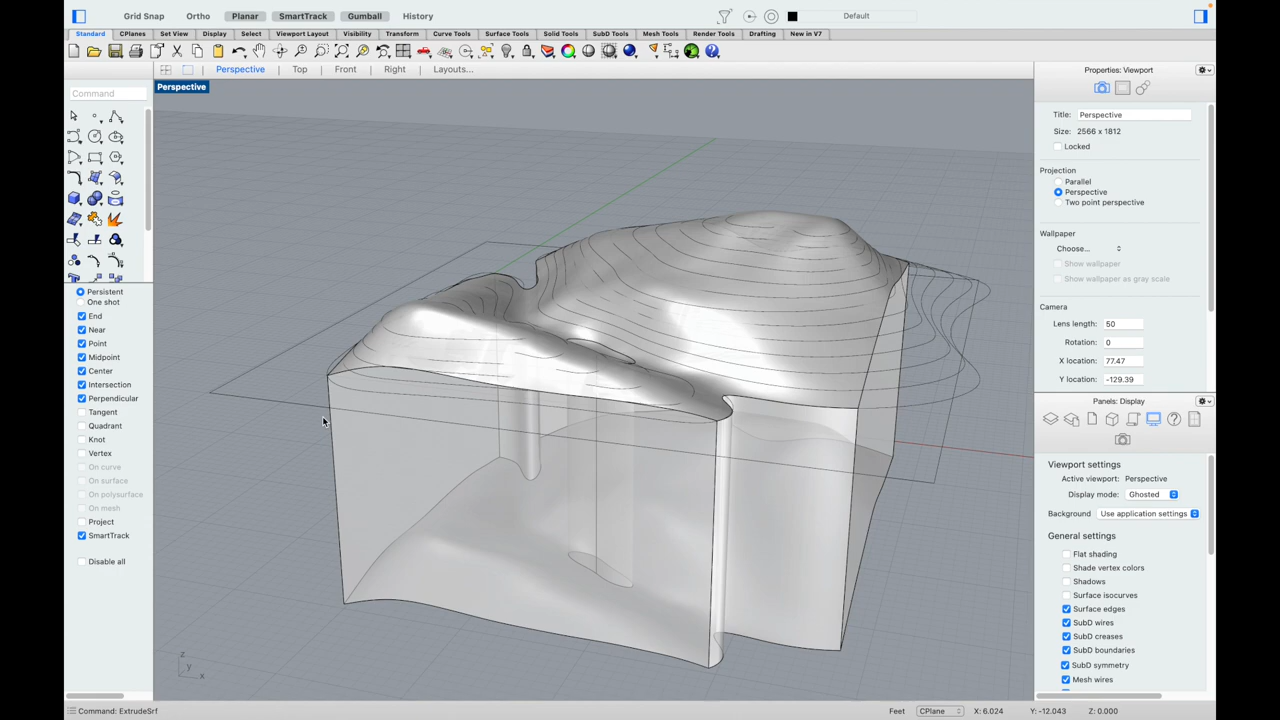 Grid Snap Ortho Planar SmartTrack Gumball History Default
Standard CPlanes Set View Display Select Viewport Layout Visibility Transform Curve Tools Surface Tools Solid Tools SubD Tools Mesh Tools Rendering Drafting New in V7
Perspective Top Front Right Layouts...
Perspective
Command
Persistent
One shot
End
Near
Point
Midpoint
Center
Intersection
Perpendicular
Tangent
Quadrant
Knot
Vertex
On curve
On surface
On polysurface
On mesh
Project
SmartTrack
Disable all
z
y
x
Properties: Viewport
Title: Perspective
Size: 2566 x 1812
Locked
Projection
Parallel
Perspective
Two point perspective
Wallpaper
Choose...
Show wallpaper
Show wallpaper as gray scale
Camera
Lens length: 50
Rotation: 0
X location: 77.47
Y location: -129.39
Panels: Display
Viewport settings
Active viewport: Perspective
Display mode: Ghosted
Background: Use application settings
General settings
Flat shading
Shade vertex colors
Shadows
Surface isocurves
Surface edges
SubD wires
SubD creases
SubD boundaries
SubD symmetry
Mesh wires
Command: ExtrudeSrf Feet CPlane X: 6.024 Y: -12.043 Z: 0.000